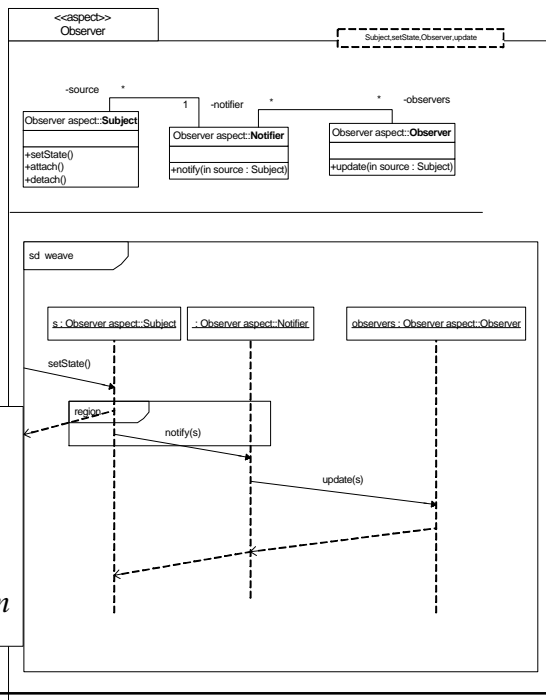 <<aspect>>
Observer
Subject,setState,Observer,update
-source * 1 -notifier * * -observers
Observer aspect::Subject
+setState()
+attach()
+detach()
Observer aspect::Notifier
+notify(in source : Subject)
Observer aspect::Observer
+update(in source : Subject)
sd weave
s : Observer aspect::Subject
: Observer aspect::Notifier
observers : Observer aspect::Observer
setState()
region
notify(s)
update(s)